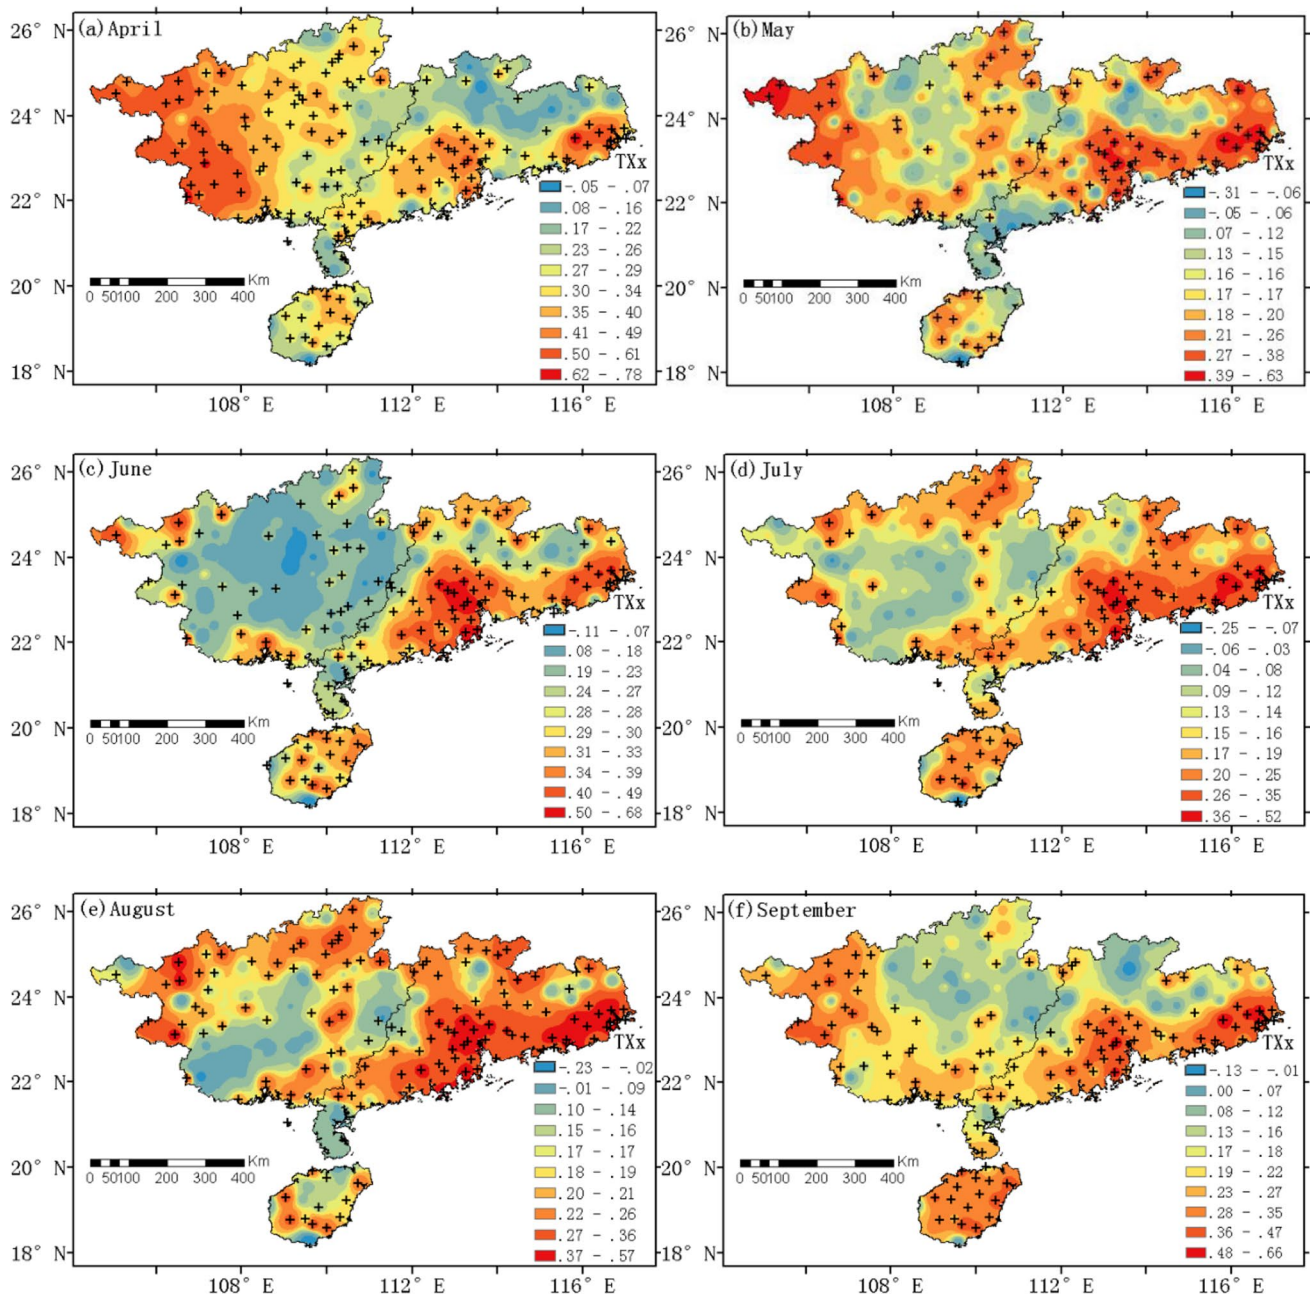 (a)April
26° N
24° N
22° N
20° N
18° N
108° E
112° E
116° E
TXx
-.05 - .07
.08 - .16
.17 - .22
.23 - .26
.27 - .29
.30 - .34
.35 - .40
.41 - .49
.50 - .61
.62 - .78
Km
0 50100 200 300 400
(b)May
26° N
24° N
22° N
20° N
18° N
108° E
112° E
116° E
TXx
-.31 - -.06
-.05 - .06
.07 - .12
.13 - .15
.16 - .16
.17 - .17
.18 - .20
.21 - .26
.27 - .38
.39 - .63
Km
0 50100 200 300 400
(c)June
26° N
24° N
22° N
20° N
18° N
108° E
112° E
116° E
TXx
-.11 - .07
.08 - .18
.19 - .23
.24 - .27
.28 - .28
.29 - .30
.31 - .33
.34 - .39
.40 - .49
.50 - .68
Km
0 50100 200 300 400
(d)July
26° N
24° N
22° N
20° N
18° N
108° E
112° E
116° E
TXx
-.25 - -.07
-.06 - .03
.04 - .08
.09 - .12
.13 - .14
.15 - .16
.17 - .19
.20 - .25
.26 - .35
.36 - .52
Km
0 50100 200 300 400
(e)August
26° N
24° N
22° N
20° N
18° N
108° E
112° E
116° E
TXx
-.23 - -.02
-.01 - .09
.10 - .14
.15 - .16
.17 - .17
.18 - .19
.20 - .21
.22 - .26
.27 - .36
.37 - .57
Km
0 50100 200 300 400
(f)September
26° N
24° N
22° N
20° N
18° N
108° E
112° E
116° E
TXx
-.13 - -.01
.00 - .07
.08 - .12
.13 - .16
.17 - .18
.19 - .22
.23 - .27
.28 - .35
.36 - .47
.48 - .66
Km
0 50100 200 300 400